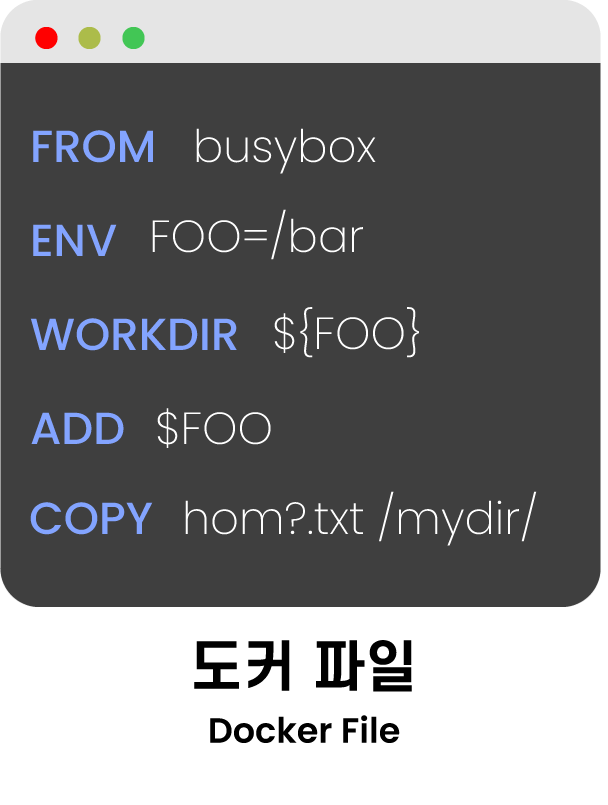 FROM busybox
ENV FOO=/bar
WORKDIR ${FOO}
ADD $FOO
COPY hom?.txt /mydir/
도커 파일
Docker File